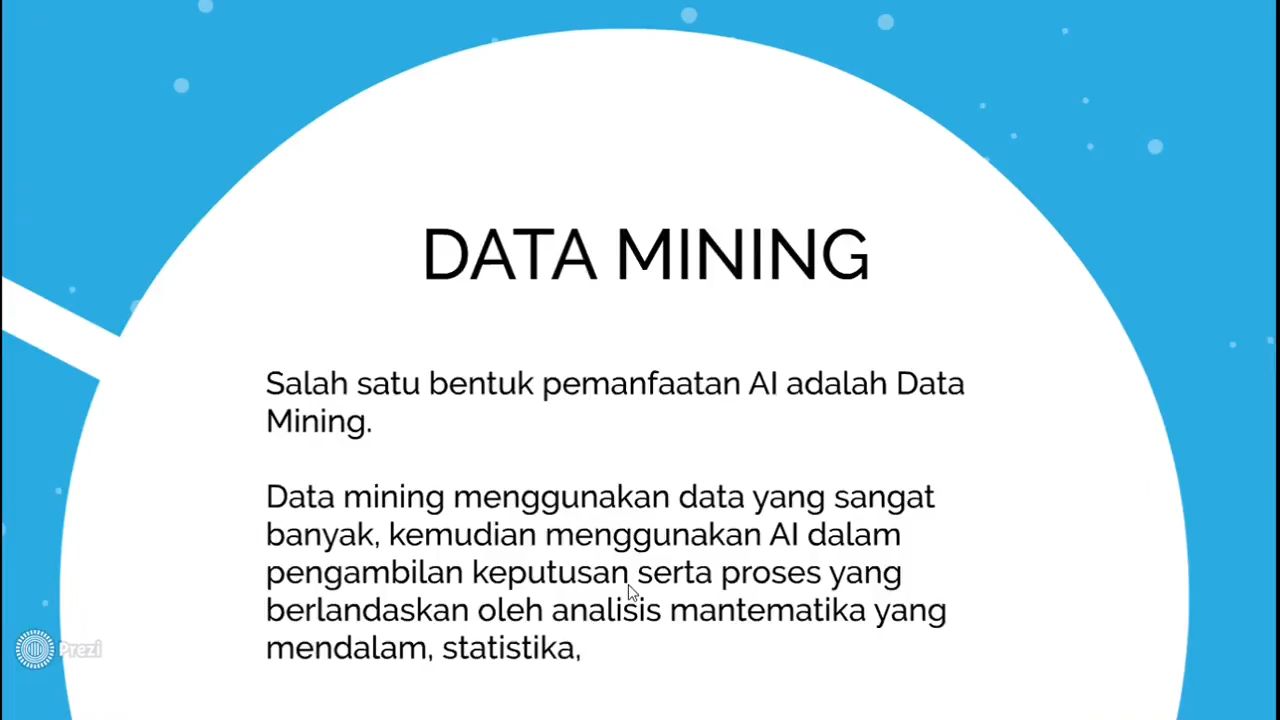 DATA MINING
Salah satu bentuk pemanfaatan AI adalah Data
Mining.
Data mining menggunakan data yang sangat
banyak, kemudian menggunakan AI dalam
pengambilan keputusan serta proses yang
berlandaskan oleh analisis mantematika yang
mendalam, statistika,
Prezi